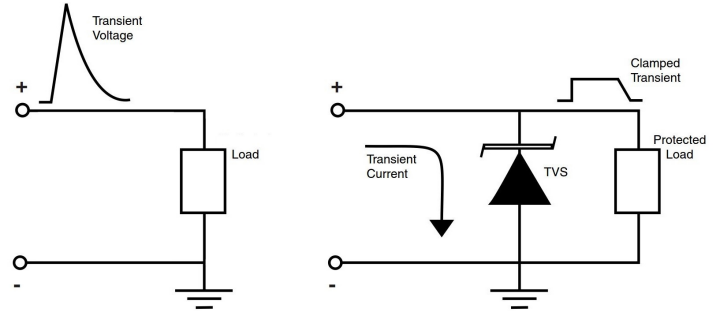 Transient
Voltage
+
Load
-
+
Clamped
Transient
Transient
Current
TVS
Protected
Load
-